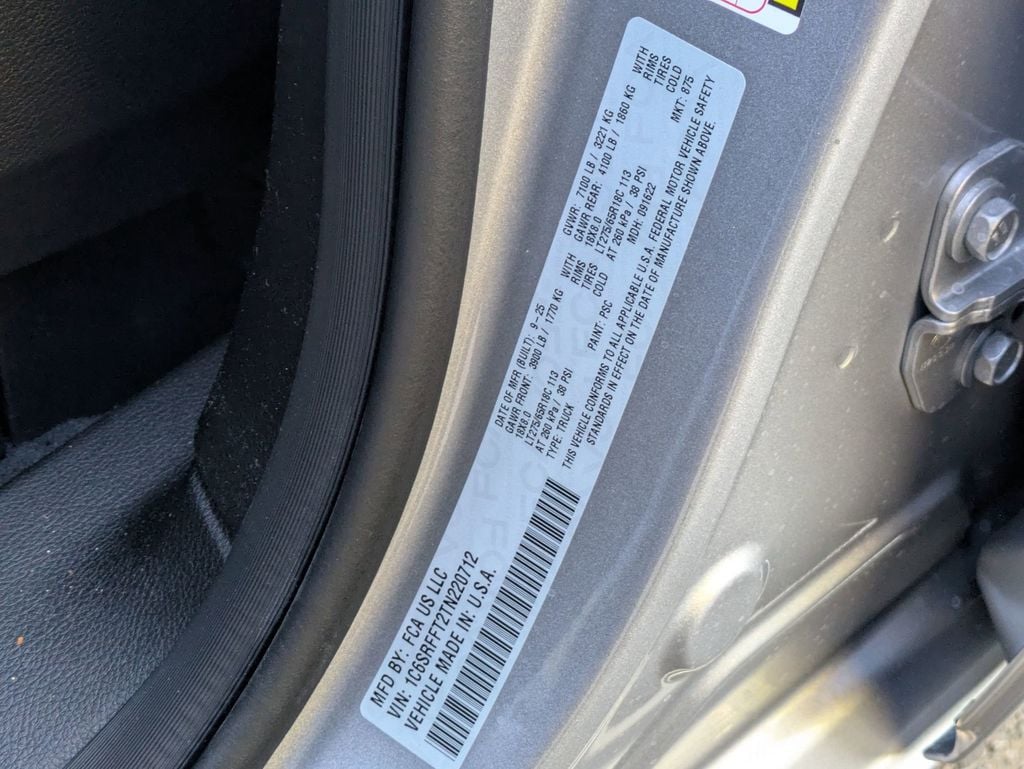 MFD BY: FCA US LLC
VIN: 1C6SRFFT2TN220712
VEHICLE MADE IN: U.S.A.
DATE OF MFR (BUILT): 9-25 GVWR: 7100 LB / 3221 KG
GAWR FRONT: 3900 LB / 1770 KG WITH GAWR REAR: 4100 LB / 1860 KG WITH
18X8.0 RIMS 18X8.0 RIMS
LT275/65R18C 113 TIRES LT275/65R18C 113 TIRES
AT 260 kPa / 38 PSI COLD AT 260 kPa / 38 PSI COLD
TYPE: TRUCK PAINT: PSC MDH: 091622 MKT: 875
THIS VEHICLE CONFORMS TO ALL APPLICABLE U.S.A. FEDERAL MOTOR VEHICLE SAFETY
STANDARDS IN EFFECT ON THE DATE OF MANUFACTURE SHOWN ABOVE.